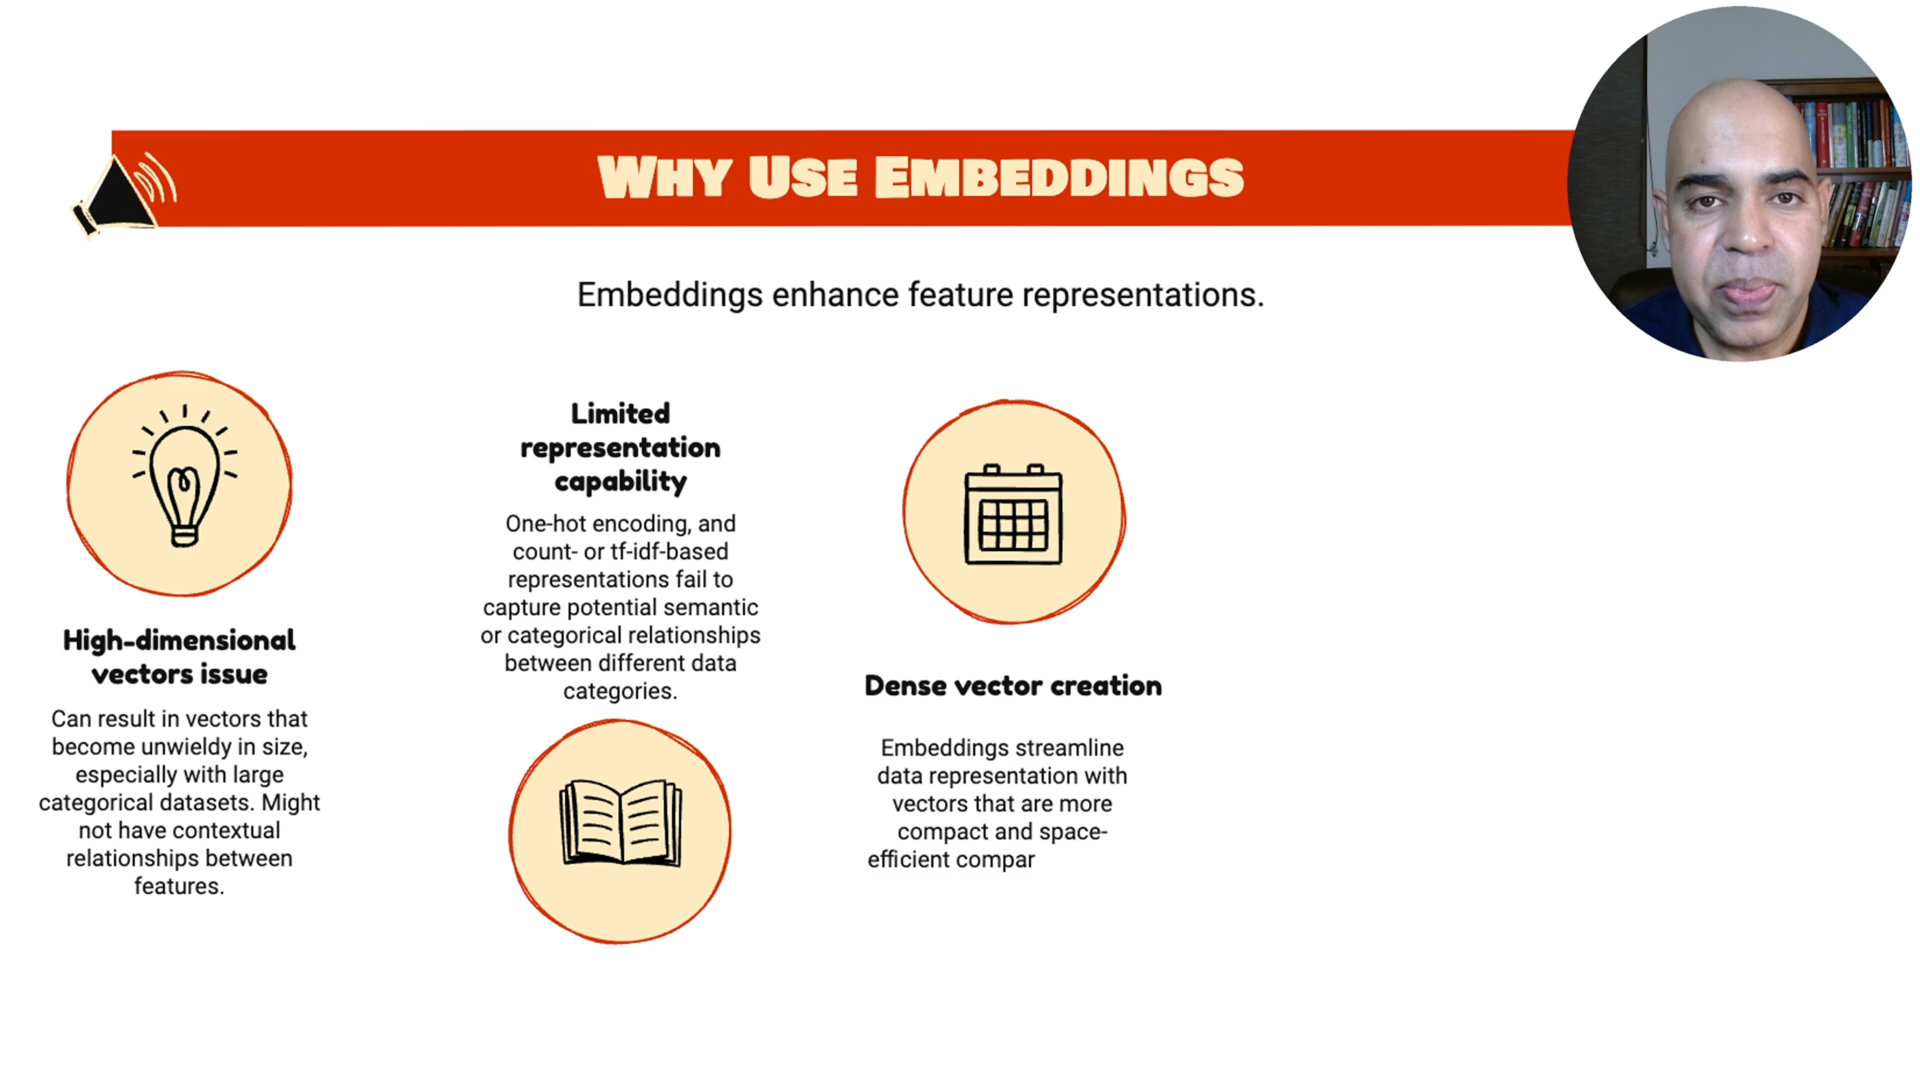 WHY USE EMBEDDINGS
Embeddings enhance feature representations.
High-dimensional
vectors issue
Can result in vectors that
become unwieldy in size,
especially with large
categorical datasets. Might
not have contextual
relationships between
features.
Limited
representation
capability
One-hot encoding, and
count- or tf-idf-based
representations fail to
capture potential semantic
or categorical relationships
between different data
categories.
Dense vector creation
Embeddings streamline
data representation with
vectors that are more
compact and space-
efficient compar